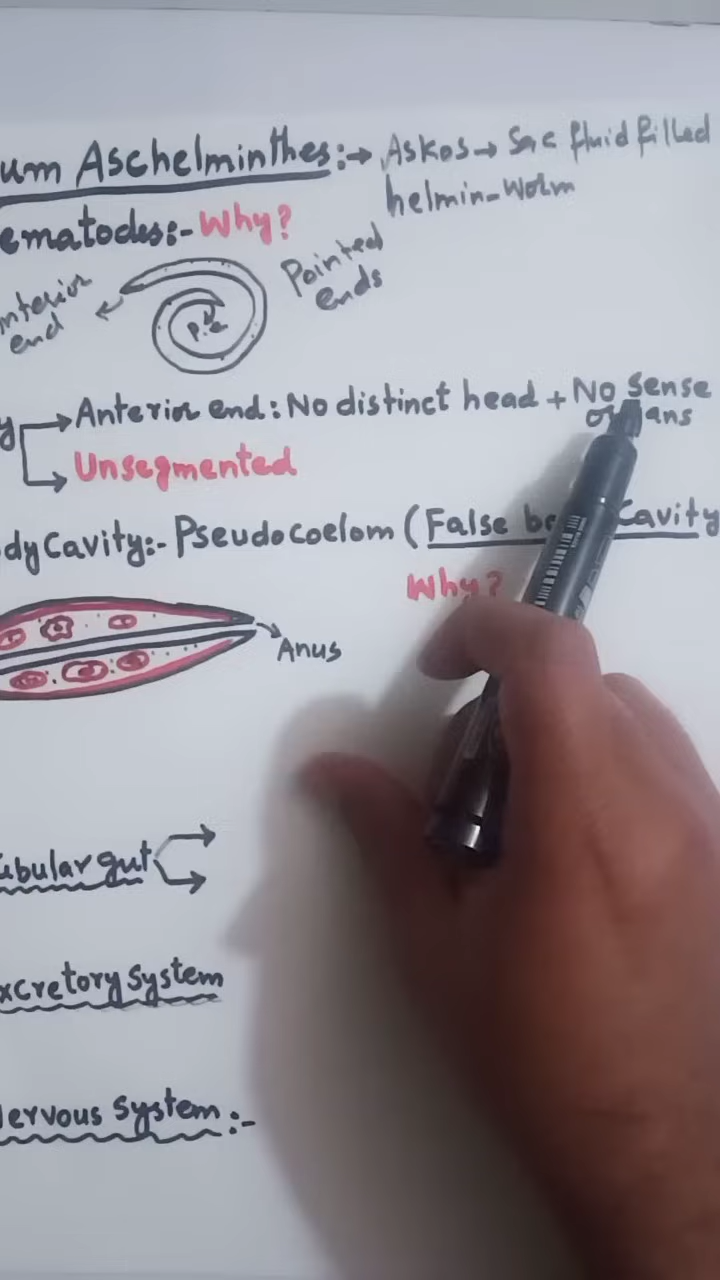 um Aschelminthes:→ Askos→ Sac fluid filled
helmin-Worm
ematodes:- Why?
nterior
end
Pointed
ends
P.e
y → Anterior end: No distinct head + No Sense
→ Unsegmented
dy Cavity:- Pseudocoelom (False Cavity
Why?
→ Anus
ubular gut
xcretory system
ervous system:-